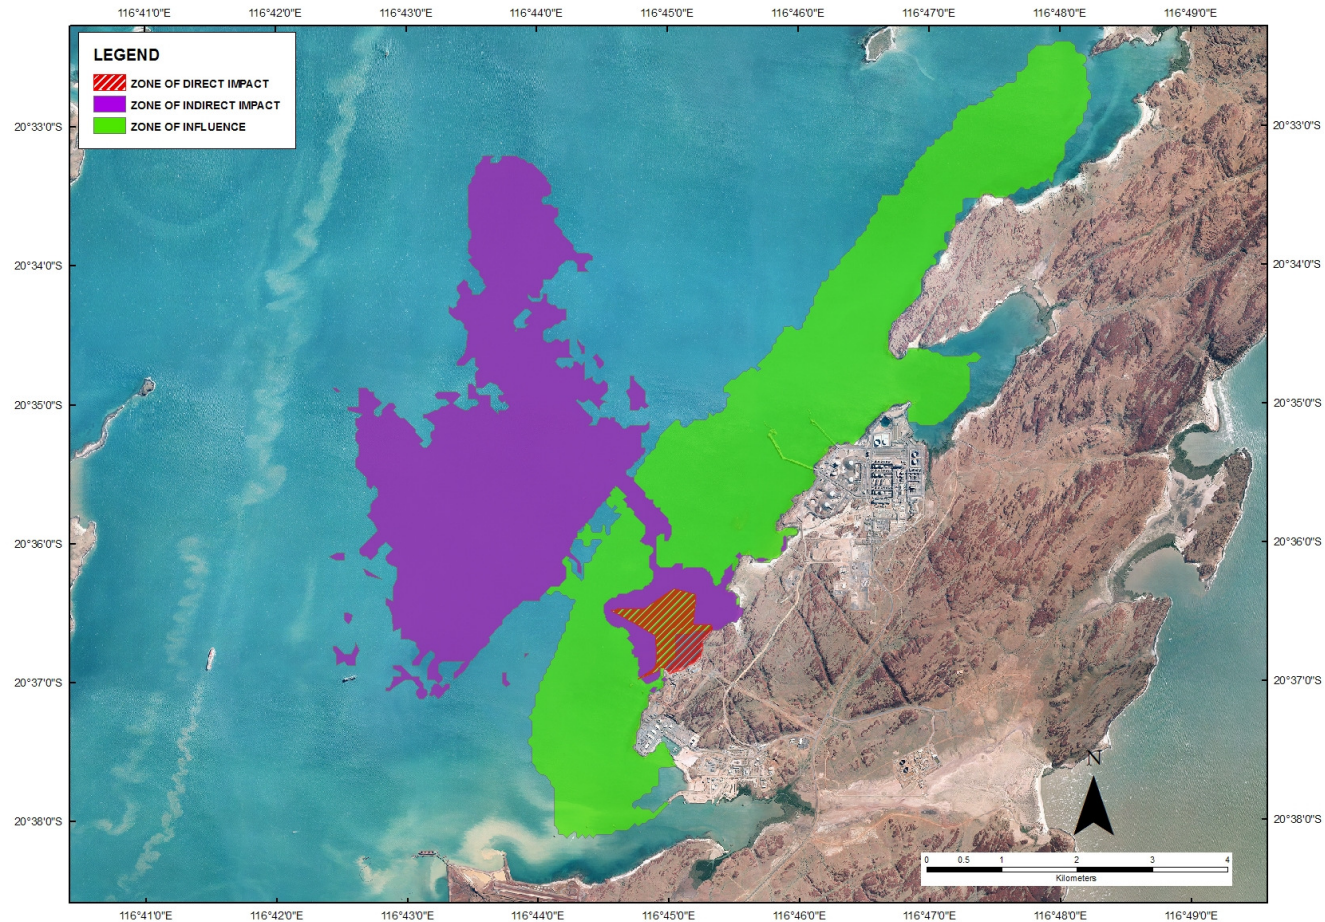 116°41'0"E 116°42'0"E 116°43'0"E 116°44'0"E 116°45'0"E 116°46'0"E 116°47'0"E 116°48'0"E 116°49'0"E
LEGEND
ZONE OF DIRECT IMPACT
ZONE OF INDIRECT IMPACT
ZONE OF INFLUENCE
20°33'0"S 20°33'0"S
20°34'0"S 20°34'0"S
20°35'0"S 20°35'0"S
20°36'0"S 20°36'0"S
20°37'0"S 20°37'0"S
N
20°38'0"S 20°38'0"S
0 0.5 1 2 3 4
Kilometers
116°41'0"E 116°42'0"E 116°43'0"E 116°44'0"E 116°45'0"E 116°46'0"E 116°47'0"E 116°48'0"E 116°49'0"E